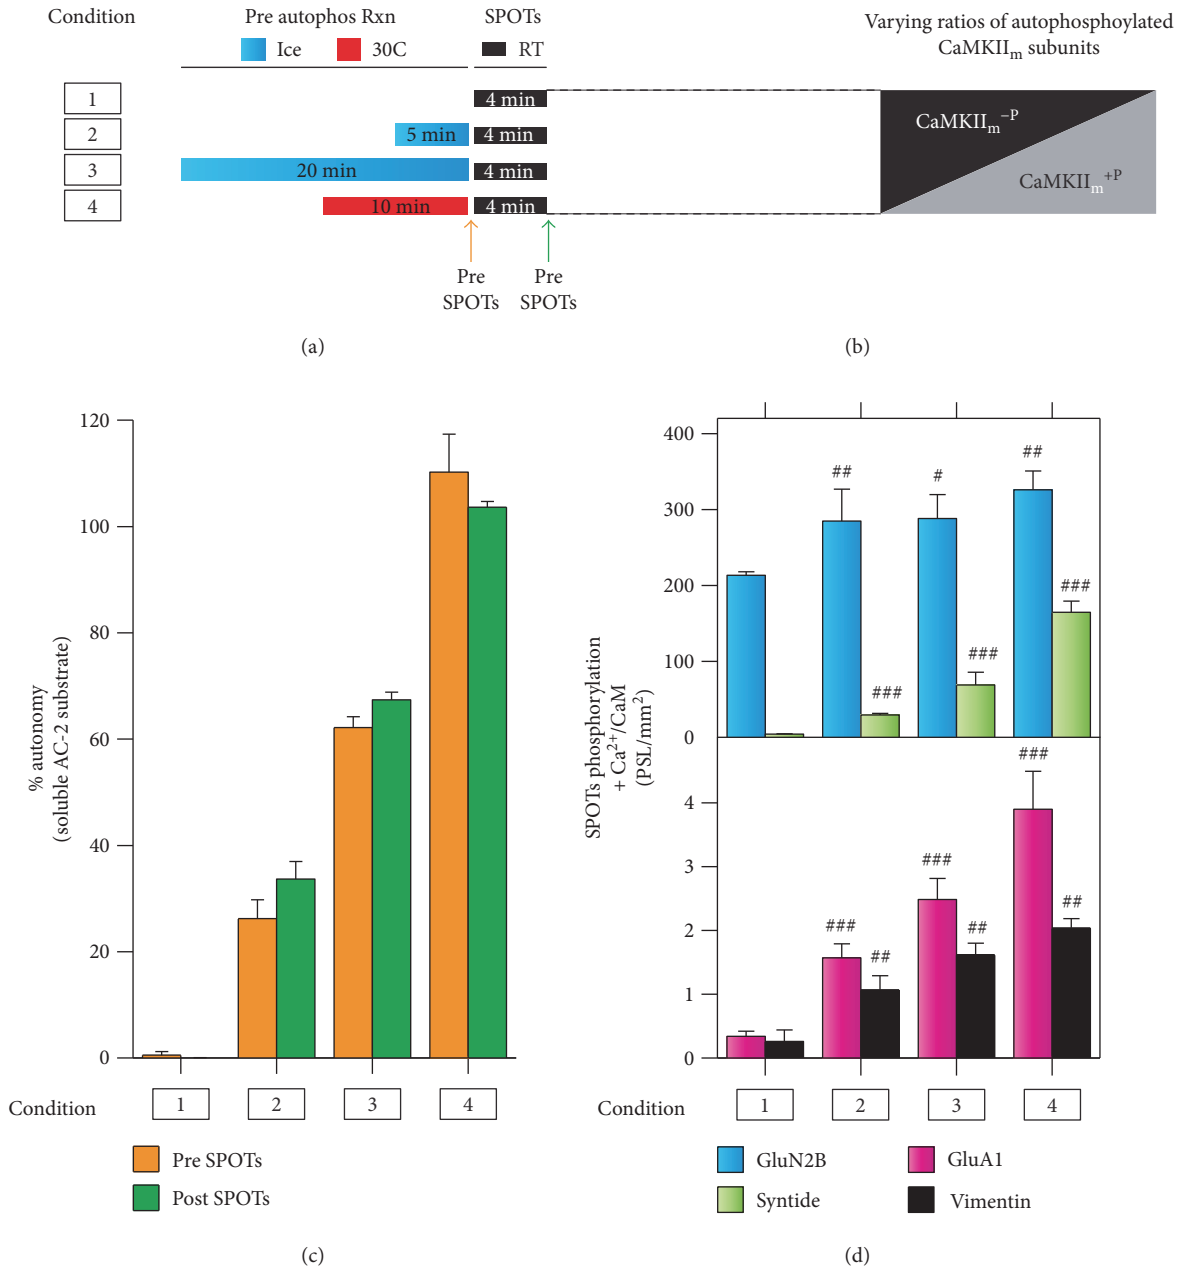 Condition
Pre autophos Rxn
SPOTs
Ice
30C
RT
1
4 min
2
5 min
4 min
3
20 min
4 min
4
10 min
4 min
Pre
SPOTs
Pre
SPOTs
(a)
Varying ratios of autophosphoylated
CaMKIIₘ subunits
CaMKIIₘ⁻ᴾ
CaMKIIₘ⁺ᴾ
(b)
% autonomy
(soluble AC-2 substrate)
120
100
80
60
40
20
0
Condition
1
2
3
4
Pre SPOTs
Post SPOTs
(c)
SPOTs phosphorylation
+ Ca²⁺/CaM
(PSL/mm²)
400
300
200
100
0
##
###
#
###
##
###
4
3
2
1
0
###
##
###
##
###
##
Condition
1
2
3
4
GluN2B
GluA1
Syntide
Vimentin
(d)